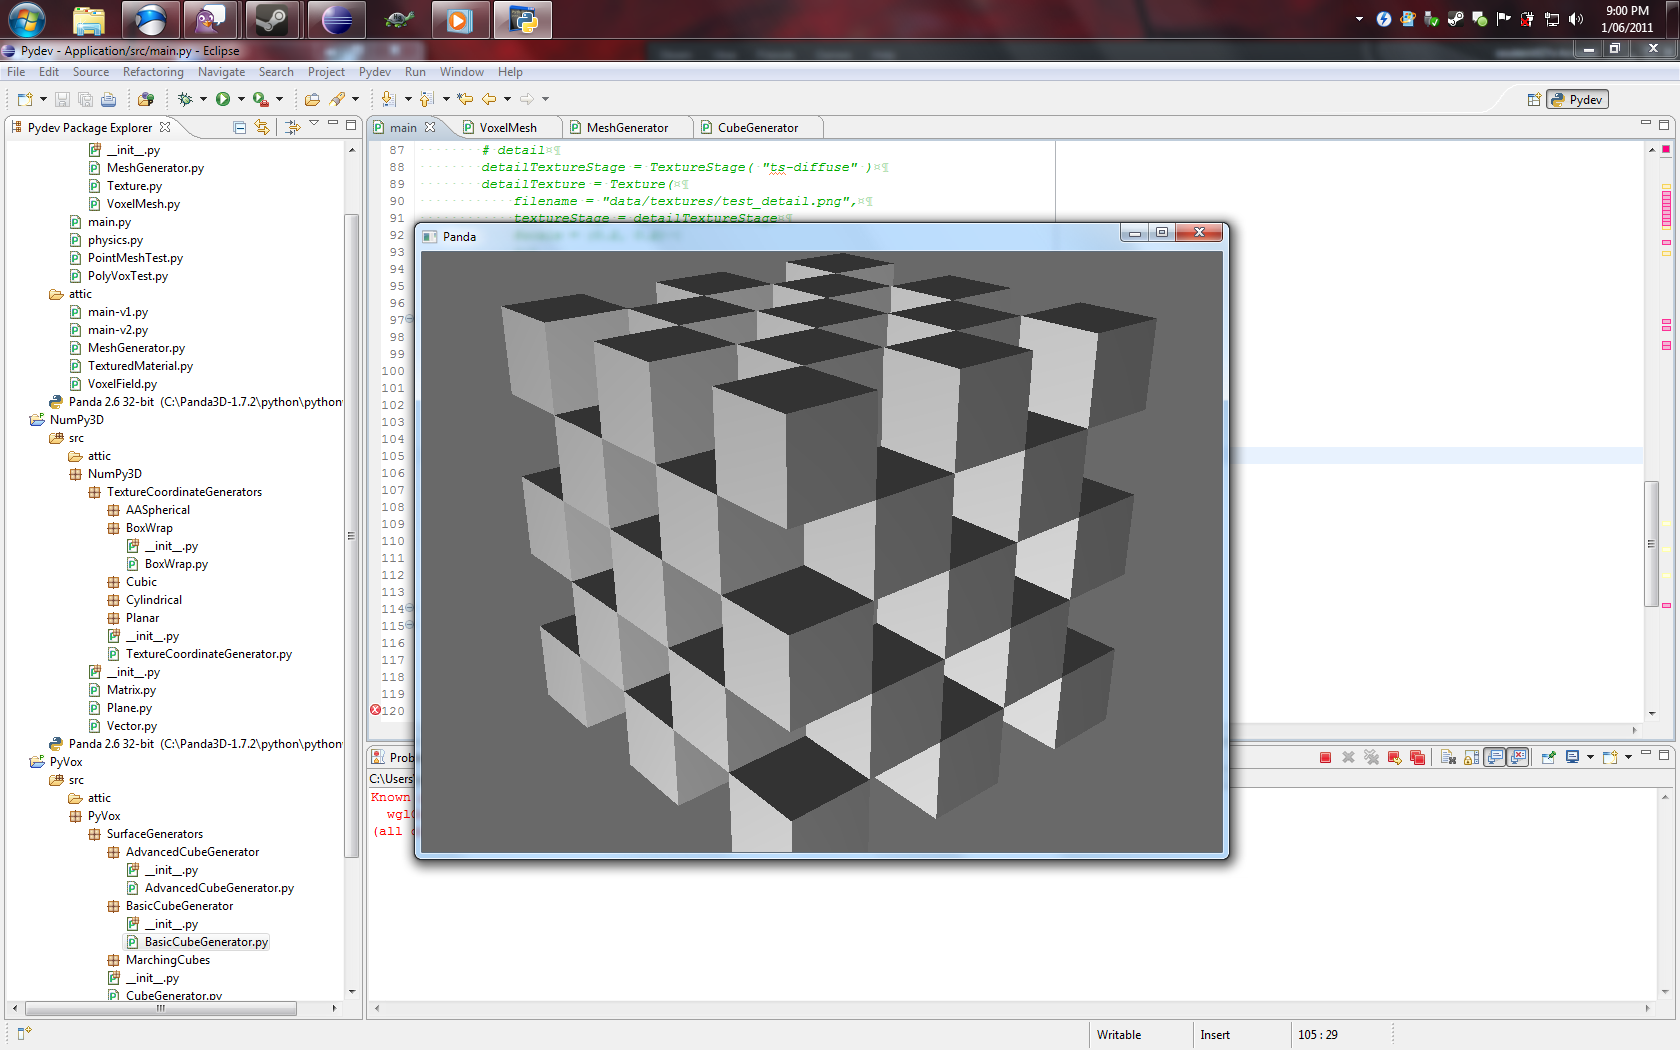 9:00 PM
1/06/2011
Pydev - Application/src/main.py - Eclipse
File Edit Source Refactoring Navigate Search Project Pydev Run Window Help
Pydev
Pydev Package Explorer
main VoxelMesh MeshGenerator CubeGenerator
__init__.py
MeshGenerator.py
Texture.py
VoxelMesh.py
main.py
physics.py
PointMeshTest.py
PolyVoxTest.py
attic
main-v1.py
main-v2.py
MeshGenerator.py
TexturedMaterial.py
VoxelField.py
Panda 2.6 32-bit (C:\Panda3D-1.7.2\python\python
NumPy3D
src
attic
NumPy3D
TextureCoordinateGenerators
AASpherical
BoxWrap
__init__.py
BoxWrap.py
Cubic
Cylindrical
Planar
__init__.py
TextureCoordinateGenerator.py
__init__.py
Matrix.py
Plane.py
Vector.py
Panda 2.6 32-bit (C:\Panda3D-1.7.2\python\python
PyVox
src
attic
PyVox
SurfaceGenerators
AdvancedCubeGenerator
__init__.py
AdvancedCubeGenerator.py
BasicCubeGenerator
__init__.py
BasicCubeGenerator.py
MarchingCubes
__init__.py
CubeGenerator.py
87 # detail¤¶
88 detailTextureStage = TextureStage( "ts-diffuse" )¤¶
89 detailTexture = Texture(¤¶
90 filename = "data/textures/test_detail.png",¤¶
91 textureStage = detailTextureStage¤¶
92
93
94
95
96
97
98
99
100
101
102
103
104
105
106
107
108
109
110
111
112
113
114
115
116
117
118
119
120
Panda
Prob
C:\Users\
Known
wgl
(all
Writable Insert 105 : 29